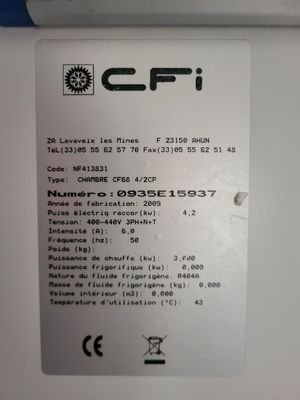 CFi
ZA Lavaveix les Mines F 23150 AHUN
Tél(33)05 55 62 57 70 Fax(33)05 55 62 51 48
Code: NF413831
Type: CHAMBRE CF68 4/2CP
Numéro: 0935E15937
Année de fabrication: 2009
Puiss électriq raccor(kw): 4,2
Tension: 400-440V 3PH+N+T
Intensité (A): 6,0
Fréquence (hz): 50
Poids (kg):
Puissance de chauffe (kw):
Puissance frigorifique (kw): 0,000
Nature du fluide frigorigène. R404A
Masse de fluide frigorigène (kg): 0,000
Volume intérieur (m3): 0,000
Température d'utilisation (°C): 43
CE